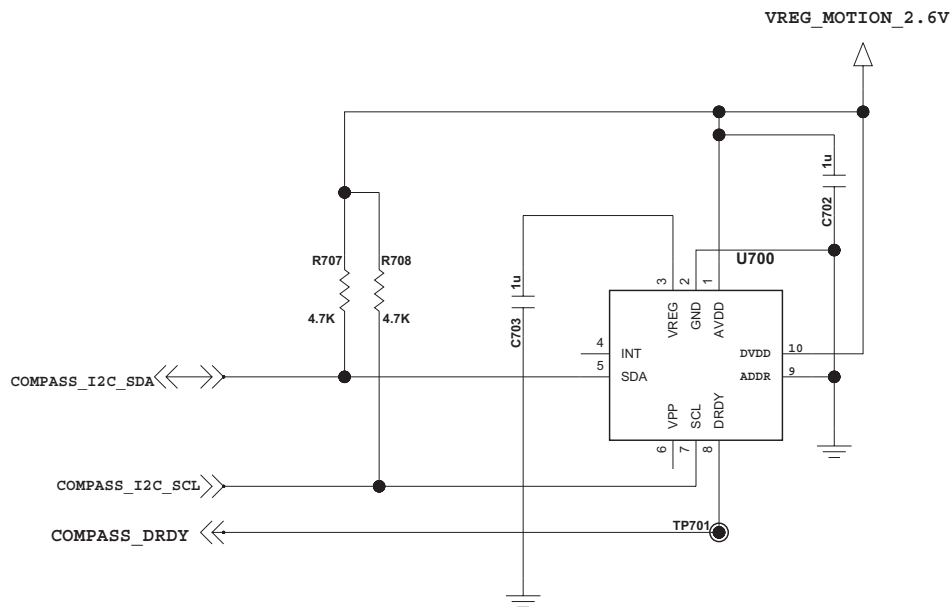 VREG_MOTION_2.6V
1u
C702
R707
R708
4.7K
4.7K
1u
C703
U700
3
2
1
VREG
GND
AVDD
4
INT
DVDD
10
5
SDA
ADDR
9
VPP
SCL
DRDY
6
7
8
COMPASS_I2C_SDA
COMPASS_I2C_SCL
COMPASS_DRDY
TP701